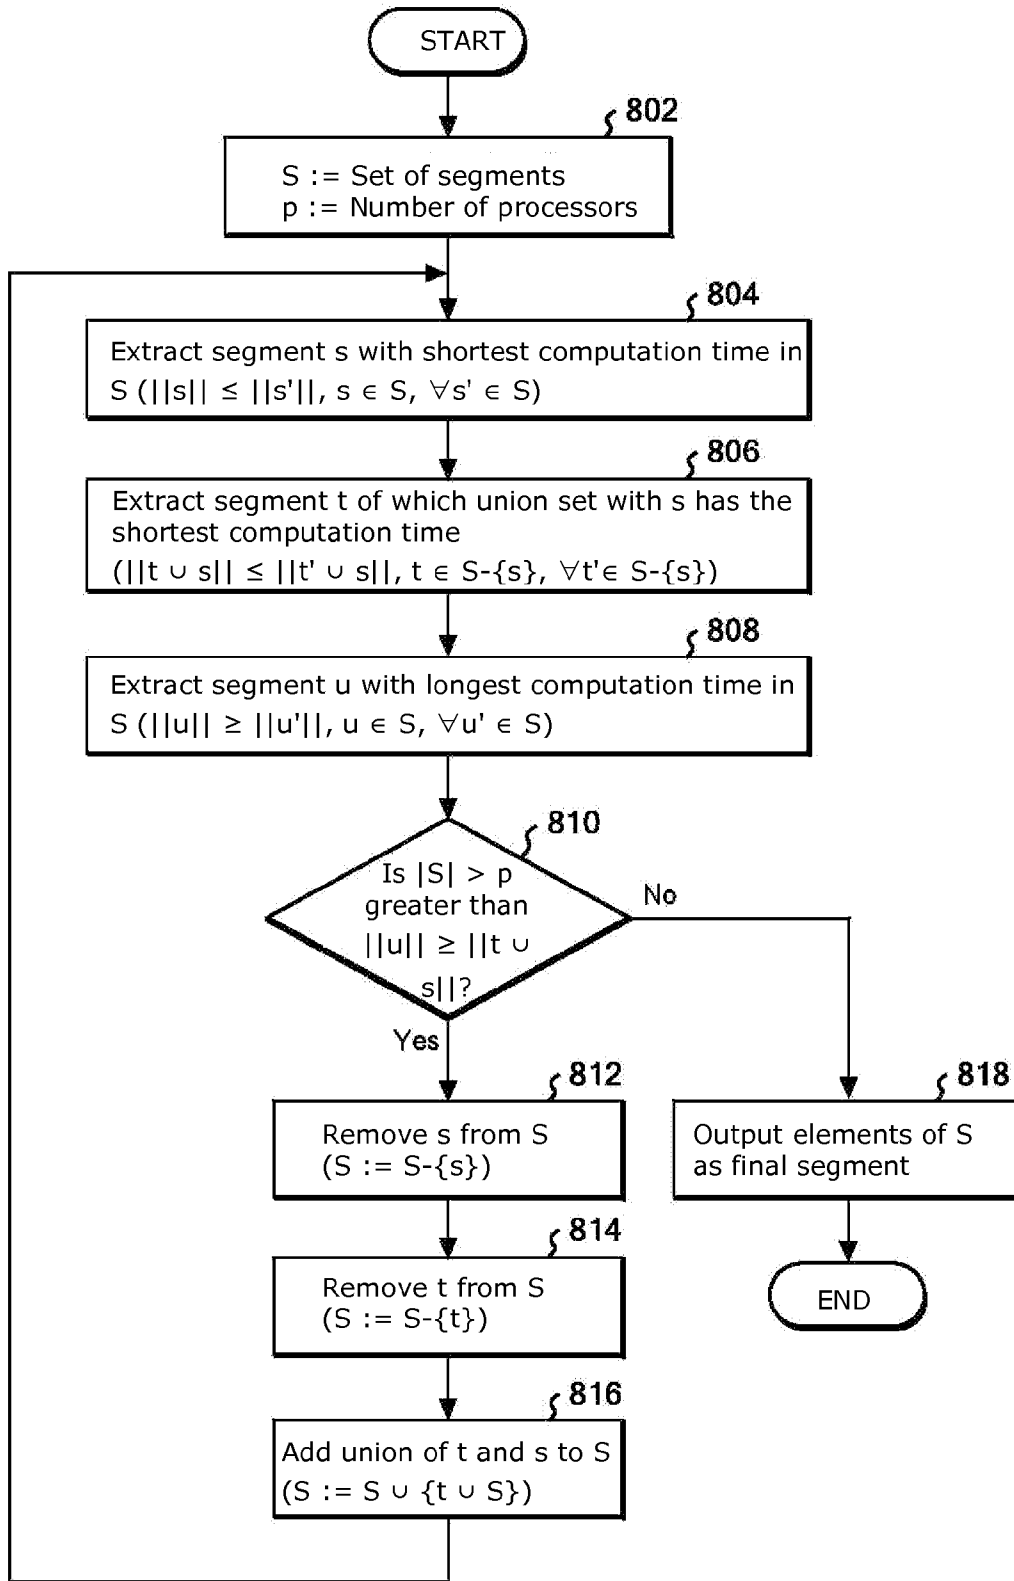 START
802
S := Set of segments
p := Number of processors
804
Extract segment s with shortest computation time in
S (||s|| ≤ ||s'||, s ∈ S, ∀s' ∈ S)
806
Extract segment t of which union set with s has the
shortest computation time
(||t ∪ s|| ≤ ||t' ∪ s||, t ∈ S-{s}, ∀t'∈ S-{s})
808
Extract segment u with longest computation time in
S (||u|| ≥ ||u'||, u ∈ S, ∀u' ∈ S)
810
Is |S| > p
greater than
||u|| ≥ ||t ∪
s||?
No
Yes
812
Remove s from S
(S := S-{s})
818
Output elements of S
as final segment
814
Remove t from S
(S := S-{t})
END
816
Add union of t and s to S
(S := S ∪ {t ∪ S})